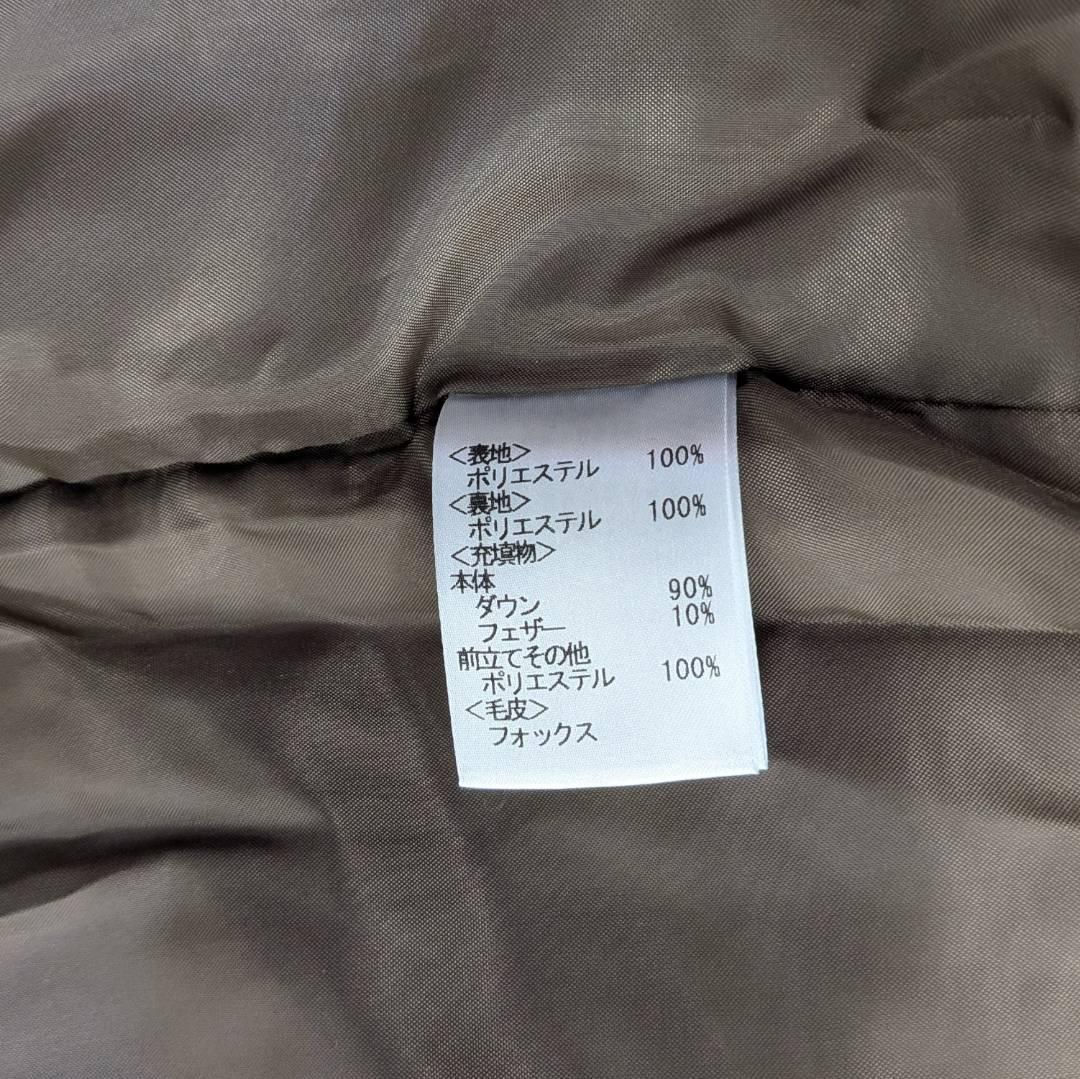 <表地>
ポリエステル 100%
<裏地>
ポリエステル 100%
<充填物>
本体
ダウン 90%
フェザー 10%
前立てその他
ポリエステル 100%
<毛皮>
フォックス